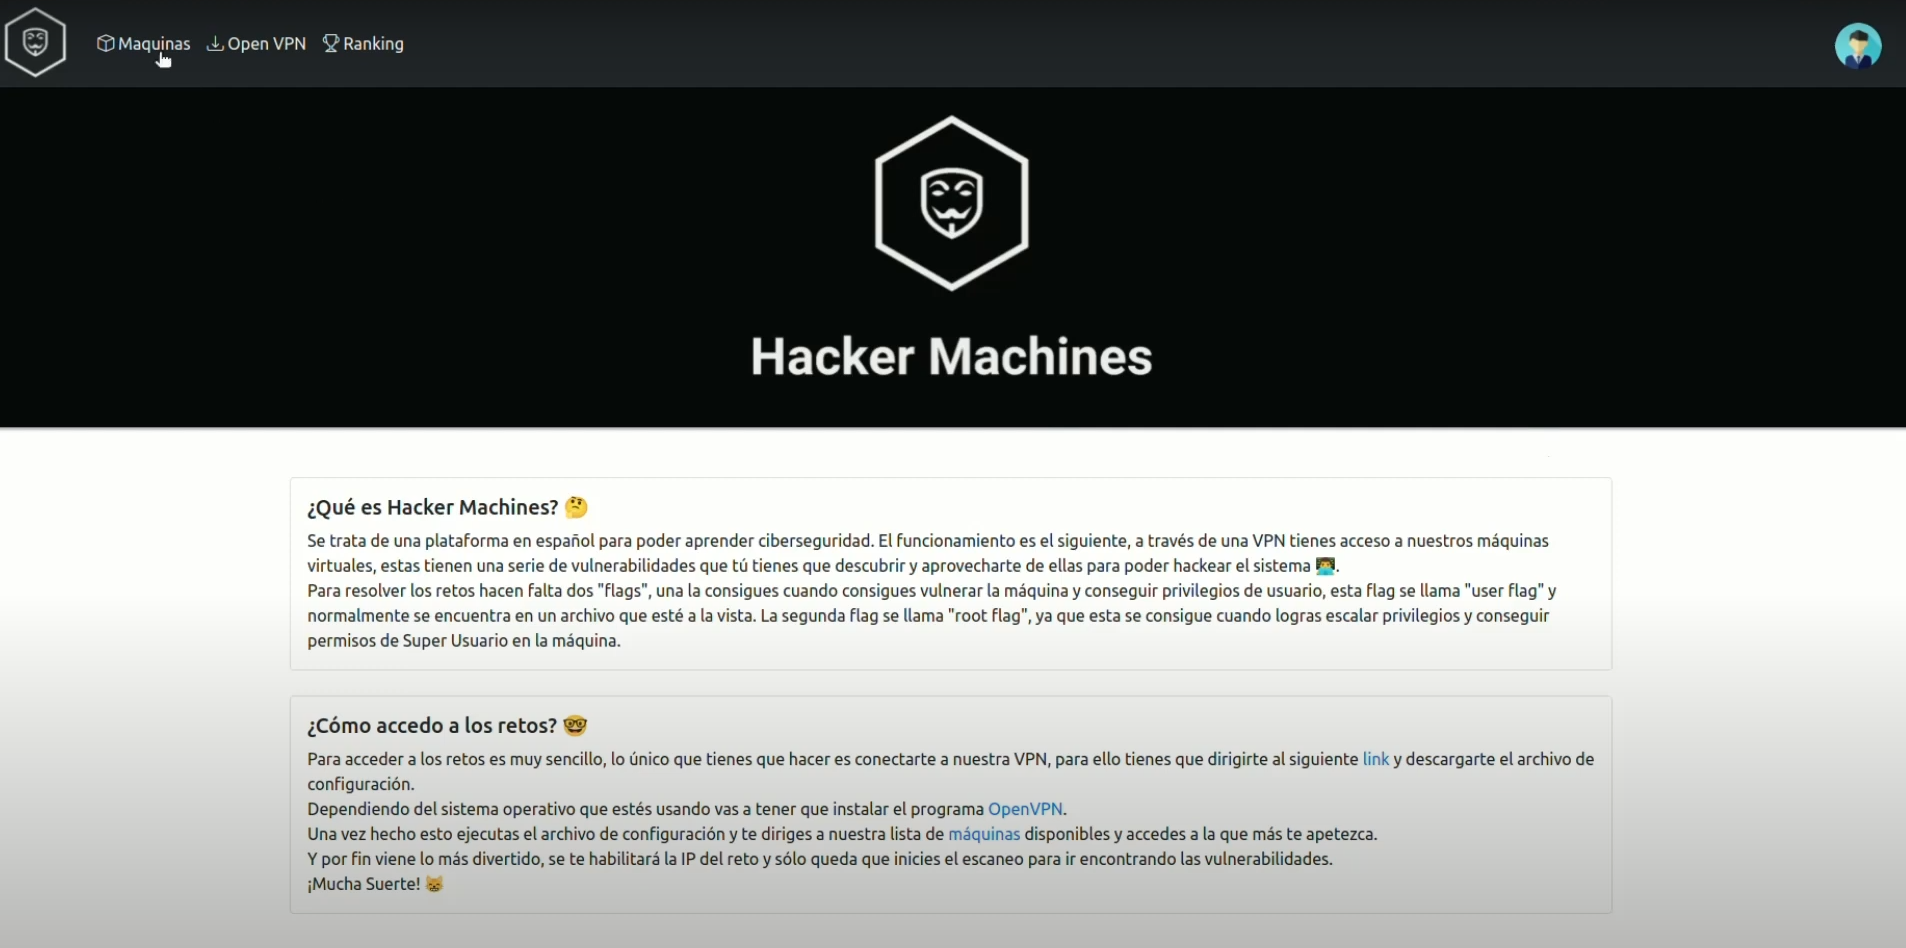 Maquinas Open VPN Ranking
Hacker Machines
¿Qué es Hacker Machines? 🤔
Se trata de una plataforma en español para poder aprender ciberseguridad. El funcionamiento es el siguiente, a través de una VPN tienes acceso a nuestros máquinas
virtuales, estas tienen una serie de vulnerabilidades que tú tienes que descubrir y aprovecharte de ellas para poder hackear el sistema 👨‍💻.
Para resolver los retos hacen falta dos "flags", una la consigues cuando consigues vulnerar la máquina y conseguir privilegios de usuario, esta flag se llama "user flag" y
normalmente se encuentra en un archivo que esté a la vista. La segunda flag se llama "root flag", ya que esta se consigue cuando logras escalar privilegios y conseguir
permisos de Super Usuario en la máquina.
¿Cómo accedo a los retos? 🤓
Para acceder a los retos es muy sencillo, lo único que tienes que hacer es conectarte a nuestra VPN, para ello tienes que dirigirte al siguiente link y descargarte el archivo de
configuración.
Dependiendo del sistema operativo que estés usando vas a tener que instalar el programa OpenVPN.
Una vez hecho esto ejecutas el archivo de configuración y te diriges a nuestra lista de máquinas disponibles y accedes a la que más te apetezca.
Y por fin viene lo más divertido, se te habilitará la IP del reto y sólo queda que inicies el escaneo para ir encontrando las vulnerabilidades.
¡Mucha Suerte! 😸